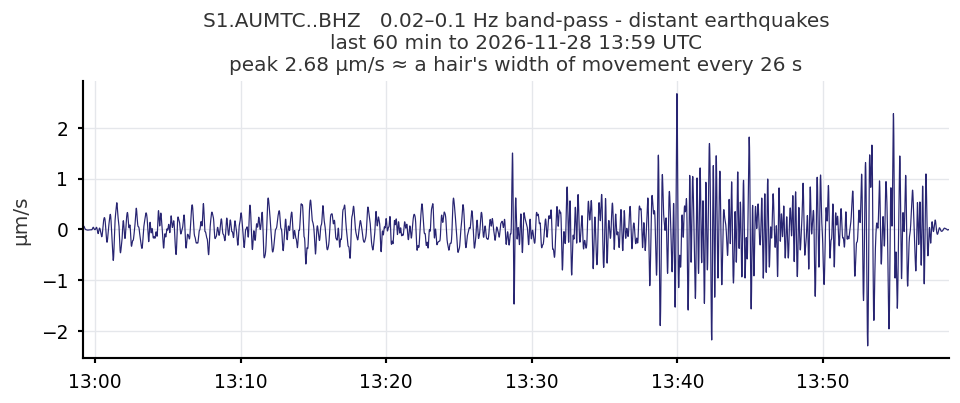 S1.AUMTC..BHZ   0.02–0.1 Hz band-pass - distant earthquakes
last 60 min to 2026-11-28 13:59 UTC
peak 2.68 µm/s ≈ a hair's width of movement every 26 s
µm/s
2
1
0
−1
−2
13:00 13:10 13:20 13:30 13:40 13:50